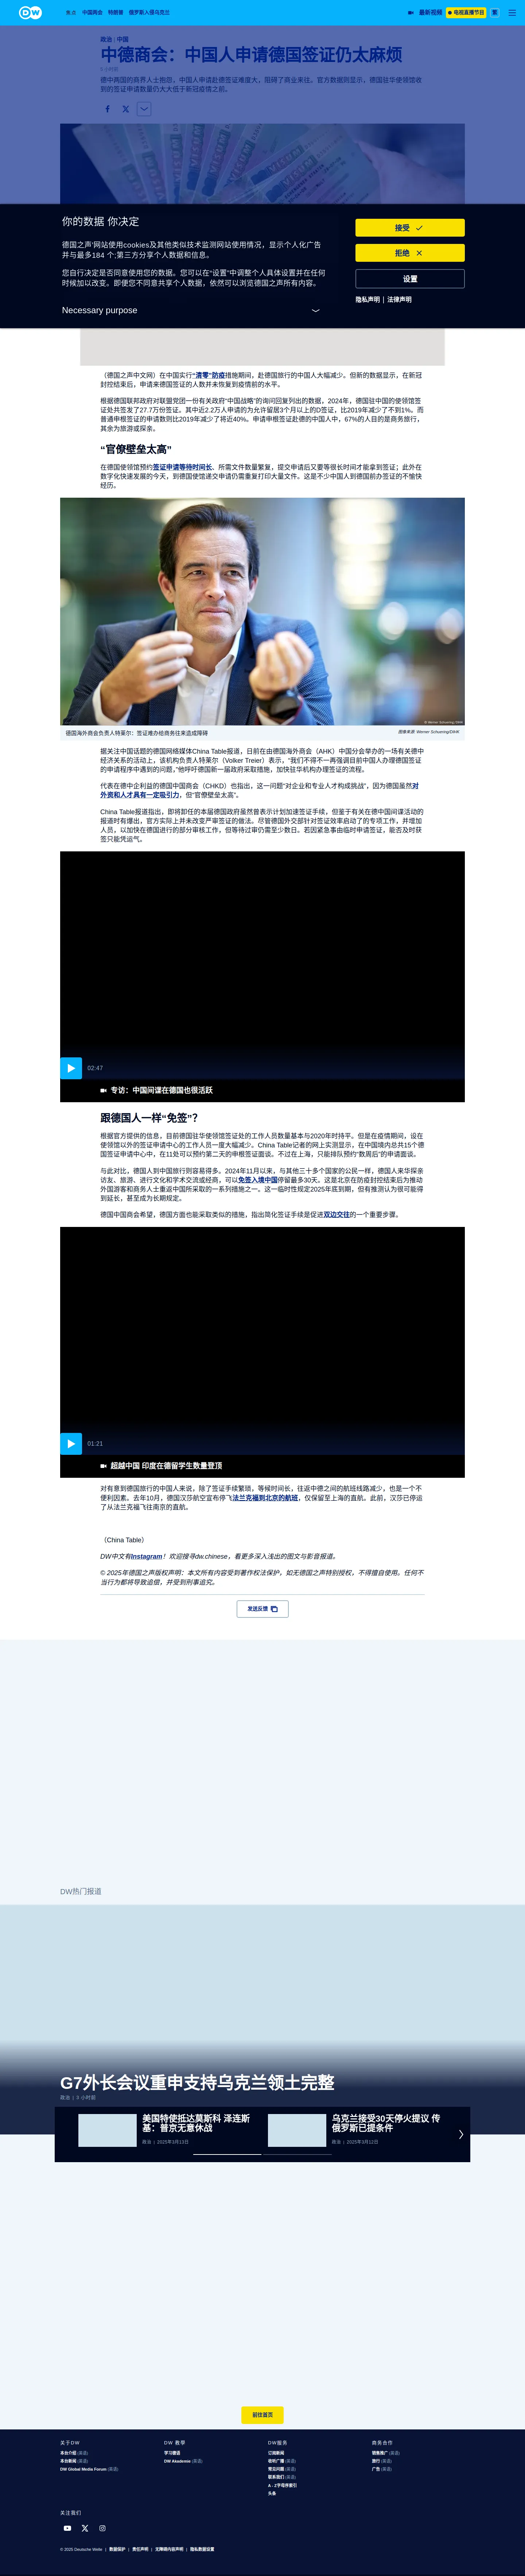 焦点
中国两会
特朗普
俄罗斯入侵乌克兰
最新视频
电视直播节目
繁
政治 | 中国
中德商会：中国人申请德国签证仍太麻烦
5 小时前
德中两国的商界人士抱怨，中国人申请赴德签证难度大，阻碍了商业来往。官方数据则显示，德国驻华使领馆收
到的签证申请数量仍大大低于新冠疫情之前。
你的数据 你决定
德国之声'网站使用cookies及其他类似技术监测网站使用情况，显示个人化广告
并与最多184 个;第三方分享个人数据和信息。
您自行决定是否同意使用您的数据。您可以在“设置”中调整个人具体设置并在任何
时候加以改变。即便您不同意共享个人数据，依然可以浏览德国之声所有内容。
Necessary purpose
接受
拒绝
设置
隐私声明 | 法律声明
（德国之声中文网）在中国实行“清零”防疫措施期间，赴德国旅行的中国人大幅减少。但新的数据显示，在新冠
封控结束后，申请来德国签证的人数并未恢复到疫情前的水平。
根据德国联邦政府对联盟党团一份有关政府“中国战略”的询问回复列出的数据，2024年，德国驻中国的使领馆签
证处共签发了27.7万份签证。其中近2.2万人申请的为允许留居3个月以上的D签证，比2019年减少了不到1%。而
普通申根签证的申请数则比2019年减少了将近40%。申请申根签证赴德的中国人中，67%的人目的是商务旅行，
其余为旅游或探亲。
“官僚壁垒太高”
在德国使领馆预约签证申请等待时间长、所需文件数量繁复，提交申请后又要等很长时间才能拿到签证；此外在
数字化快速发展的今天，到德国使馆递交申请仍需重复打印大量文件。这是不少中国人到德国前办签证的不愉快
经历。
© Werner Schuering/DIHK
德国海外商会负责人特莱尔：签证难办给商务往来造成障碍
图像来源: Werner Schuering/DIHK
据关注中国话题的德国网络媒体China Table报道，日前在由德国海外商会（AHK）中国分会举办的一场有关德中
经济关系的活动上，该机构负责人特莱尔（Volker Treier）表示，“我们不得不一再强调目前中国人办理德国签证
的申请程序中遇到的问题，”他呼吁德国新一届政府采取措施，加快驻华机构办理签证的流程。
代表在德中企利益的德国中国商会（CHKD）也指出，这一问题“对企业和专业人才构成挑战”，因为德国虽然对
外资和人才具有一定吸引力，但“官僚壁垒太高”。
China Table报道指出，即将卸任的本届德国政府虽然曾表示计划加速签证手续，但鉴于有关在德中国间谍活动的
报道时有爆出，官方实际上并未改变严审签证的做法。尽管德国外交部针对签证效率启动了的专项工作，并增加
人员，以加快在德国进行的部分审核工作，但等待过审仍需至少数日。若因紧急事由临时申请签证，能否及时获
签只能凭运气。
02:47
专访：中国间谍在德国也很活跃
跟德国人一样“免签”？
根据官方提供的信息，目前德国驻华使领馆签证处的工作人员数量基本与2020年时持平。但是在疫情期间，设在
使领馆以外的签证申请中心的工作人员一度大幅减少。China Table记者的网上实测显示，在中国境内总共15个德
国签证申请中心中，在11处可以预约第二天的申根签证面谈。不过在上海，只能排队预约“数周后”的申请面谈。
与此对比，德国人到中国旅行则容易得多。2024年11月以来，与其他三十多个国家的公民一样，德国人来华探亲
访友、旅游、进行文化和学术交流或经商，可以免签入境中国停留最多30天。这是北京在防疫封控结束后为推动
外国游客和商务人士重返中国所采取的一系列措施之一。这一临时性规定2025年底到期，但有推测认为很可能得
到延长，甚至成为长期规定。
德国中国商会希望，德国方面也能采取类似的措施，指出简化签证手续是促进双边交往的一个重要步骤。
01:21
超越中国 印度在德留学生数量登顶
对有意到德国旅行的中国人来说，除了签证手续繁琐，等候时间长，往返中德之间的航班线路减少，也是一个不
便利因素。去年10月，德国汉莎航空宣布停飞法兰克福到北京的航班，仅保留至上海的直航。此前，汉莎已停运
了从法兰克福飞往南京的直航。
（China Table）
DW中文有Instagram！欢迎搜寻dw.chinese，看更多深入浅出的图文与影音报道。
© 2025年德国之声版权声明：本文所有内容受到著作权法保护，如无德国之声特别授权，不得擅自使用。任何不
当行为都将导致追偿，并受到刑事追究。
发送反馈
DW热门报道
G7外长会议重申支持乌克兰领土完整
政治 | 9 小时前
美国特使抵达莫斯科 泽连斯
基：普京无意休战
政治 | 2025年3月13日
乌克兰接受30天停火提议 传
俄罗斯已提条件
政治 | 2025年3月12日
前往首页
关于DW
本台介绍 (英语)
本台新闻 (英语)
DW Global Media Forum (英语)
DW 教学
学习德语
DW Akademie (英语)
DW服务
订阅新闻
收听广播 (英语)
常见问题 (英语)
联系我们 (英语)
A - Z字母序索引
头条
商务合作
销售推广 (英语)
旅行 (英语)
广告 (英语)
关注我们
© 2025 Deutsche Welle | 数据保护 | 责任声明 | 无障碍内容声明 | 隐私数据设置